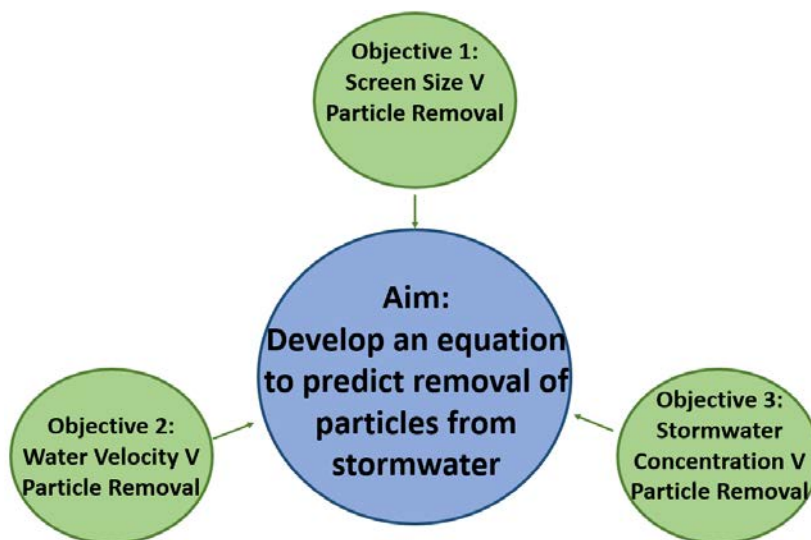 Objective 1:
Screen Size V
Particle Removal
Aim:
Develop an equation
to predict removal of
particles from
stormwater
Objective 2:
Water Velocity V
Particle Removal
Objective 3:
Stormwater
Concentration V
Particle Removal